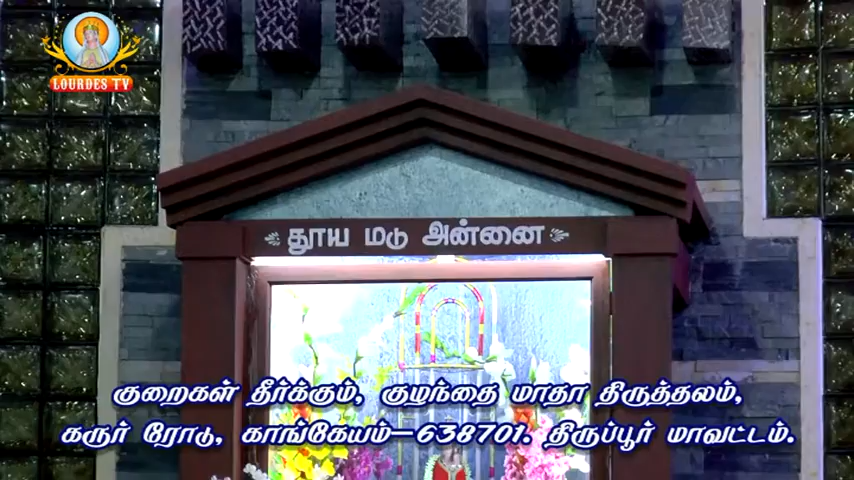 LOURDES TV
தூய மடு அன்னை
குறைகள் தீர்க்கும், குழந்தை மாதா திருத்தலம்,
கருர் ரோடு, காங்கேயம்-638701. திருப்பூர் மாவட்டம்.